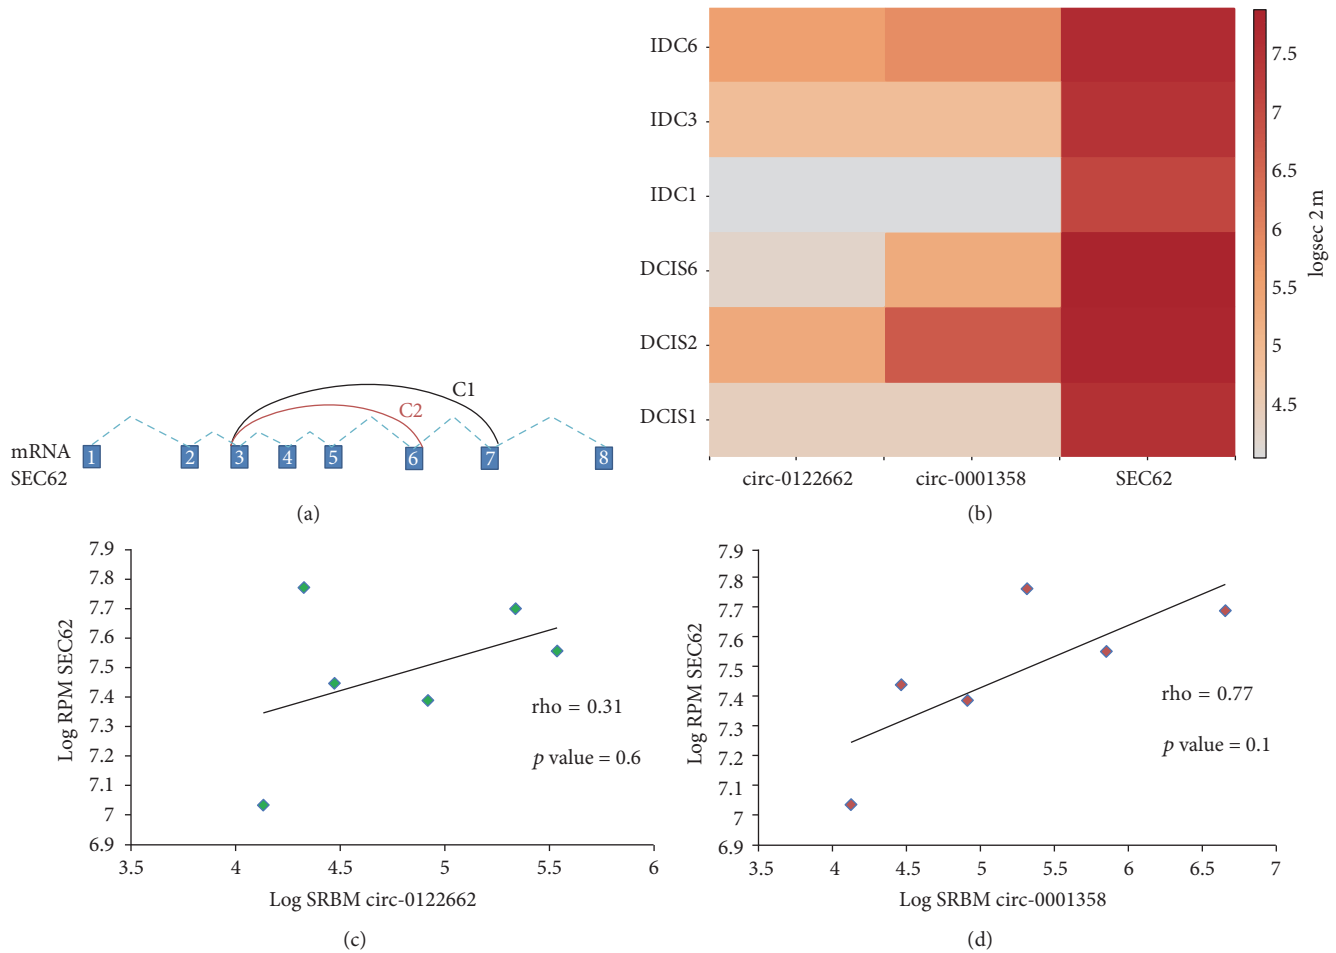 C1
C2
mRNA
SEC62
1 2 3 4 5 6 7 8
(a)
IDC6
IDC3
IDC1
DCIS6
DCIS2
DCIS1
circ-0122662 circ-0001358 SEC62
7.5
7
6.5
6
5.5
5
4.5
logsec 2 m
(b)
Log RPM SEC62
7.9
7.8
7.7
7.6
7.5
7.4
7.3
7.2
7.1
7
6.9
rho = 0.31
p value = 0.6
3.5 4 4.5 5 5.5 6
Log SRBM circ-0122662
(c)
Log RPM SEC62
7.9
7.8
7.7
7.6
7.5
7.4
7.3
7.2
7.1
7
6.9
rho = 0.77
p value = 0.1
3.5 4 4.5 5 5.5 6 6.5 7
Log SRBM circ-0001358
(d)